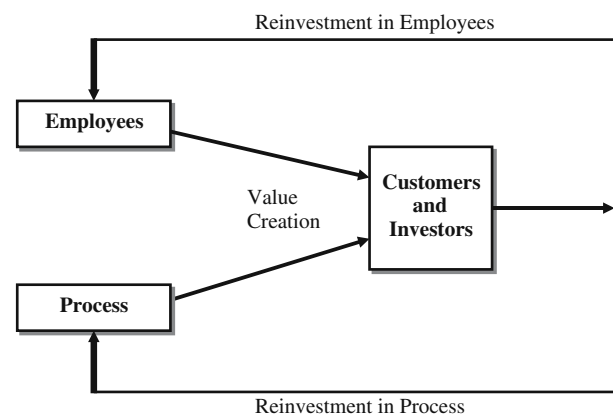 Reinvestment in Employees
Employees
Customers
and
Investors
Value
Creation
Process
Reinvestment in Process